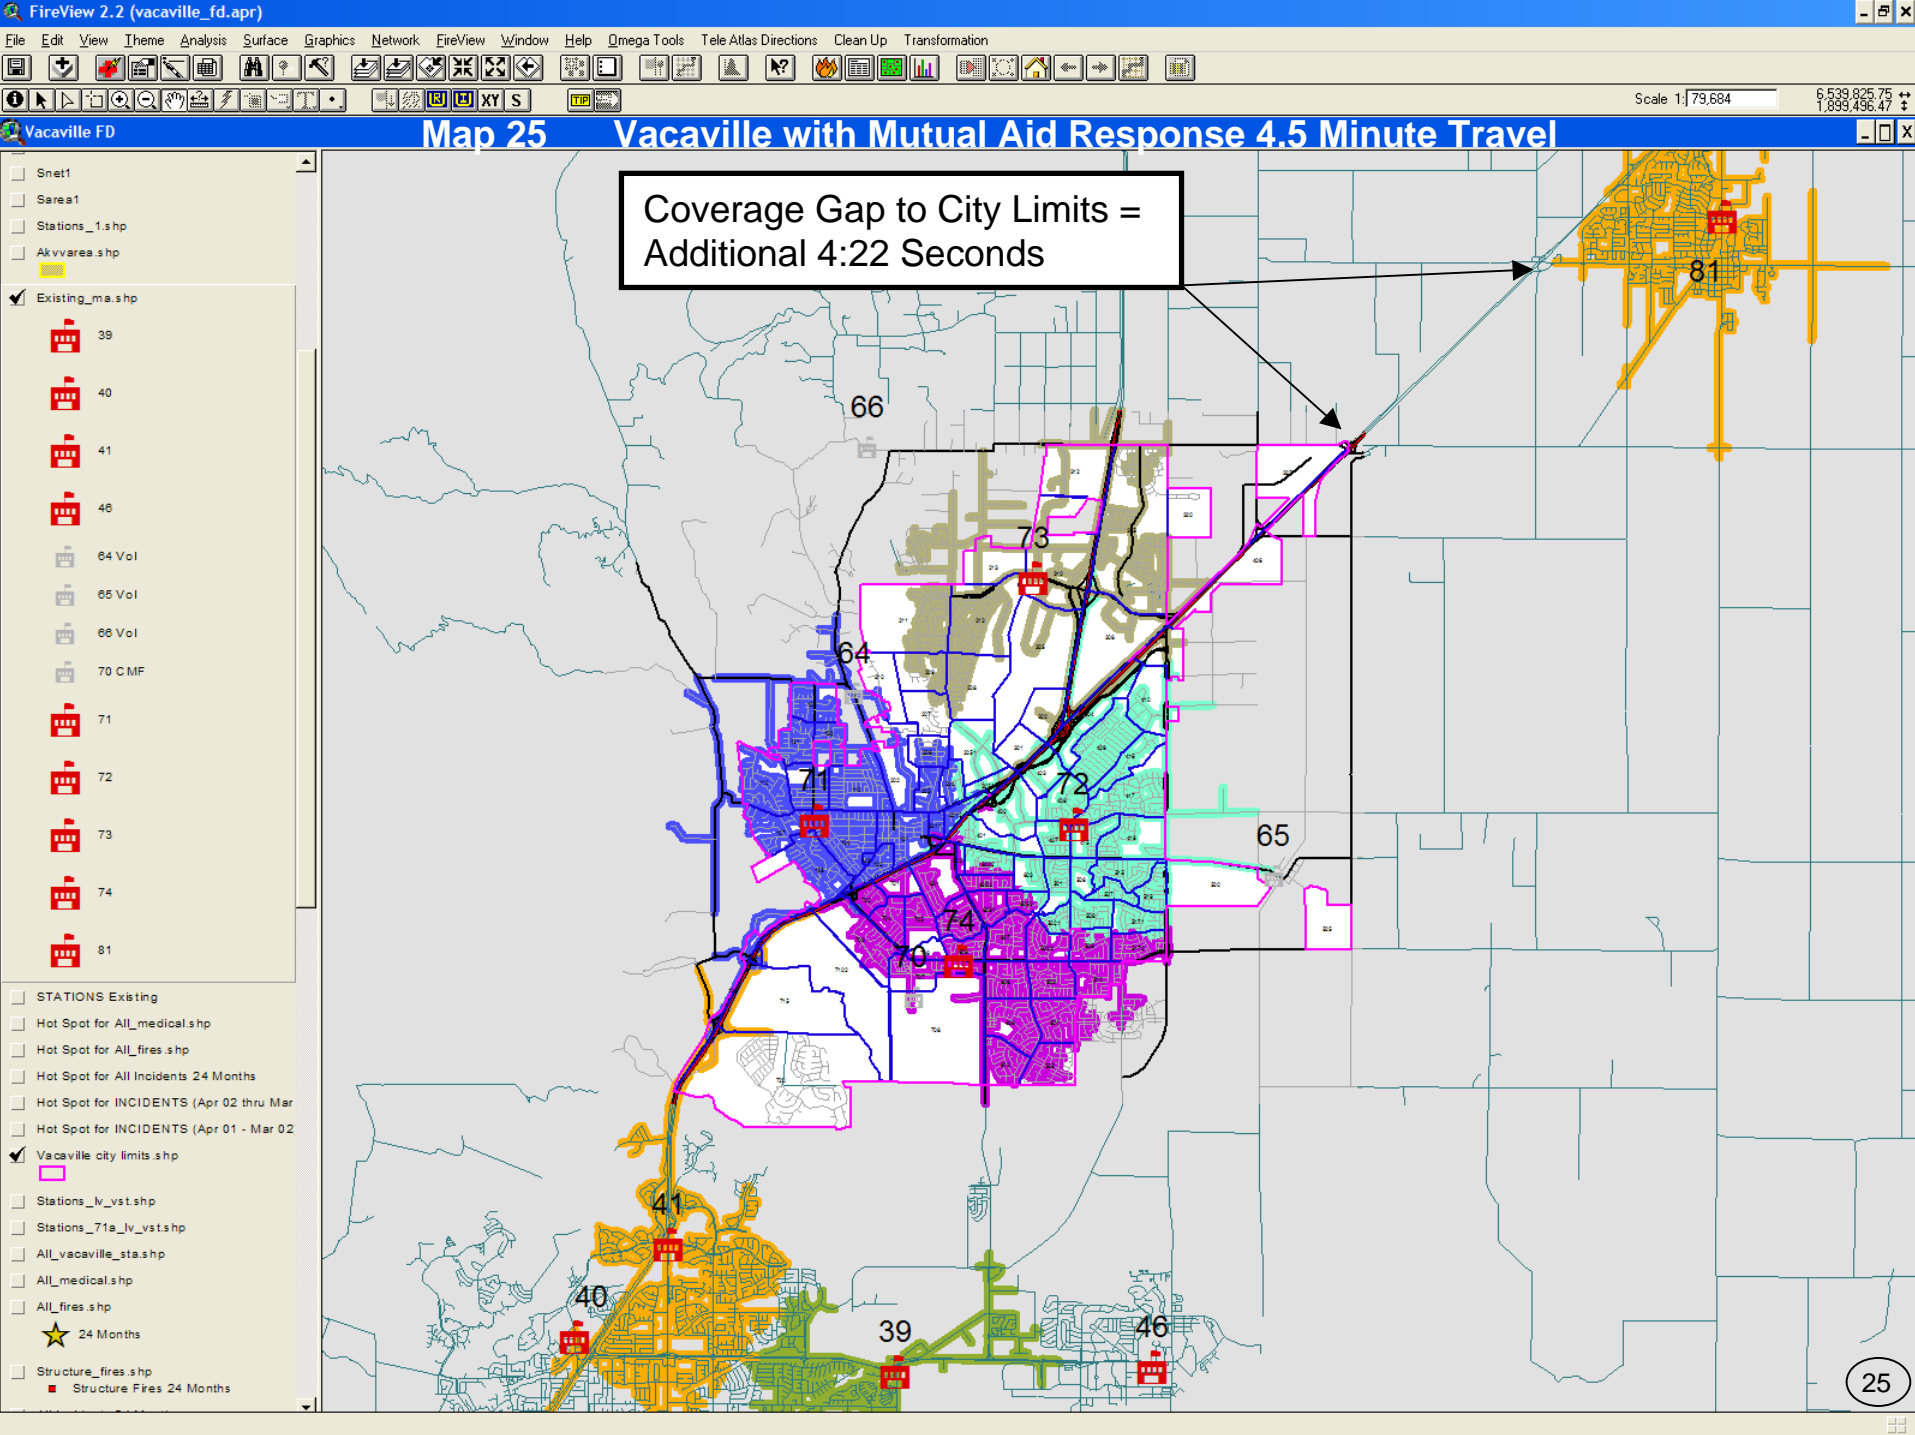 FireView 2.2 (vacaville_fd.apr)
File Edit View Theme Analysis Surface Graphics Network FireView Window Help Omega Tools Tele Atlas Directions Clean Up Transformation
XY S
TIP
Scale 1: 79,684
6,539,825.75
1,899,496.47
Vacaville FD
Map 25 Vacaville with Mutual Aid Response 4.5 Minute Travel
Snet1
Sarea1
Stations_1.shp
Akvvarea.shp
Existing_ma.shp
39
40
41
46
64 Vol
65 Vol
66 Vol
70 CMF
71
72
73
74
81
STATIONS Existing
Hot Spot for All_medical.shp
Hot Spot for All_fires.shp
Hot Spot for All Incidents 24 Months
Hot Spot for INCIDENTS (Apr 02 thru Mar
Hot Spot for INCIDENTS (Apr 01 - Mar 02
Vacaville city limits.shp
Stations_lv_vst.shp
Stations_71a_lv_vst.shp
All_vacaville_sta.shp
All_medical.shp
All_fires.shp
24 Months
Structure_fires.shp
Structure Fires 24 Months
Coverage Gap to City Limits =
Additional 4:22 Seconds
81
66
73
64
71
72
65
74
70
41
40
39
46
25